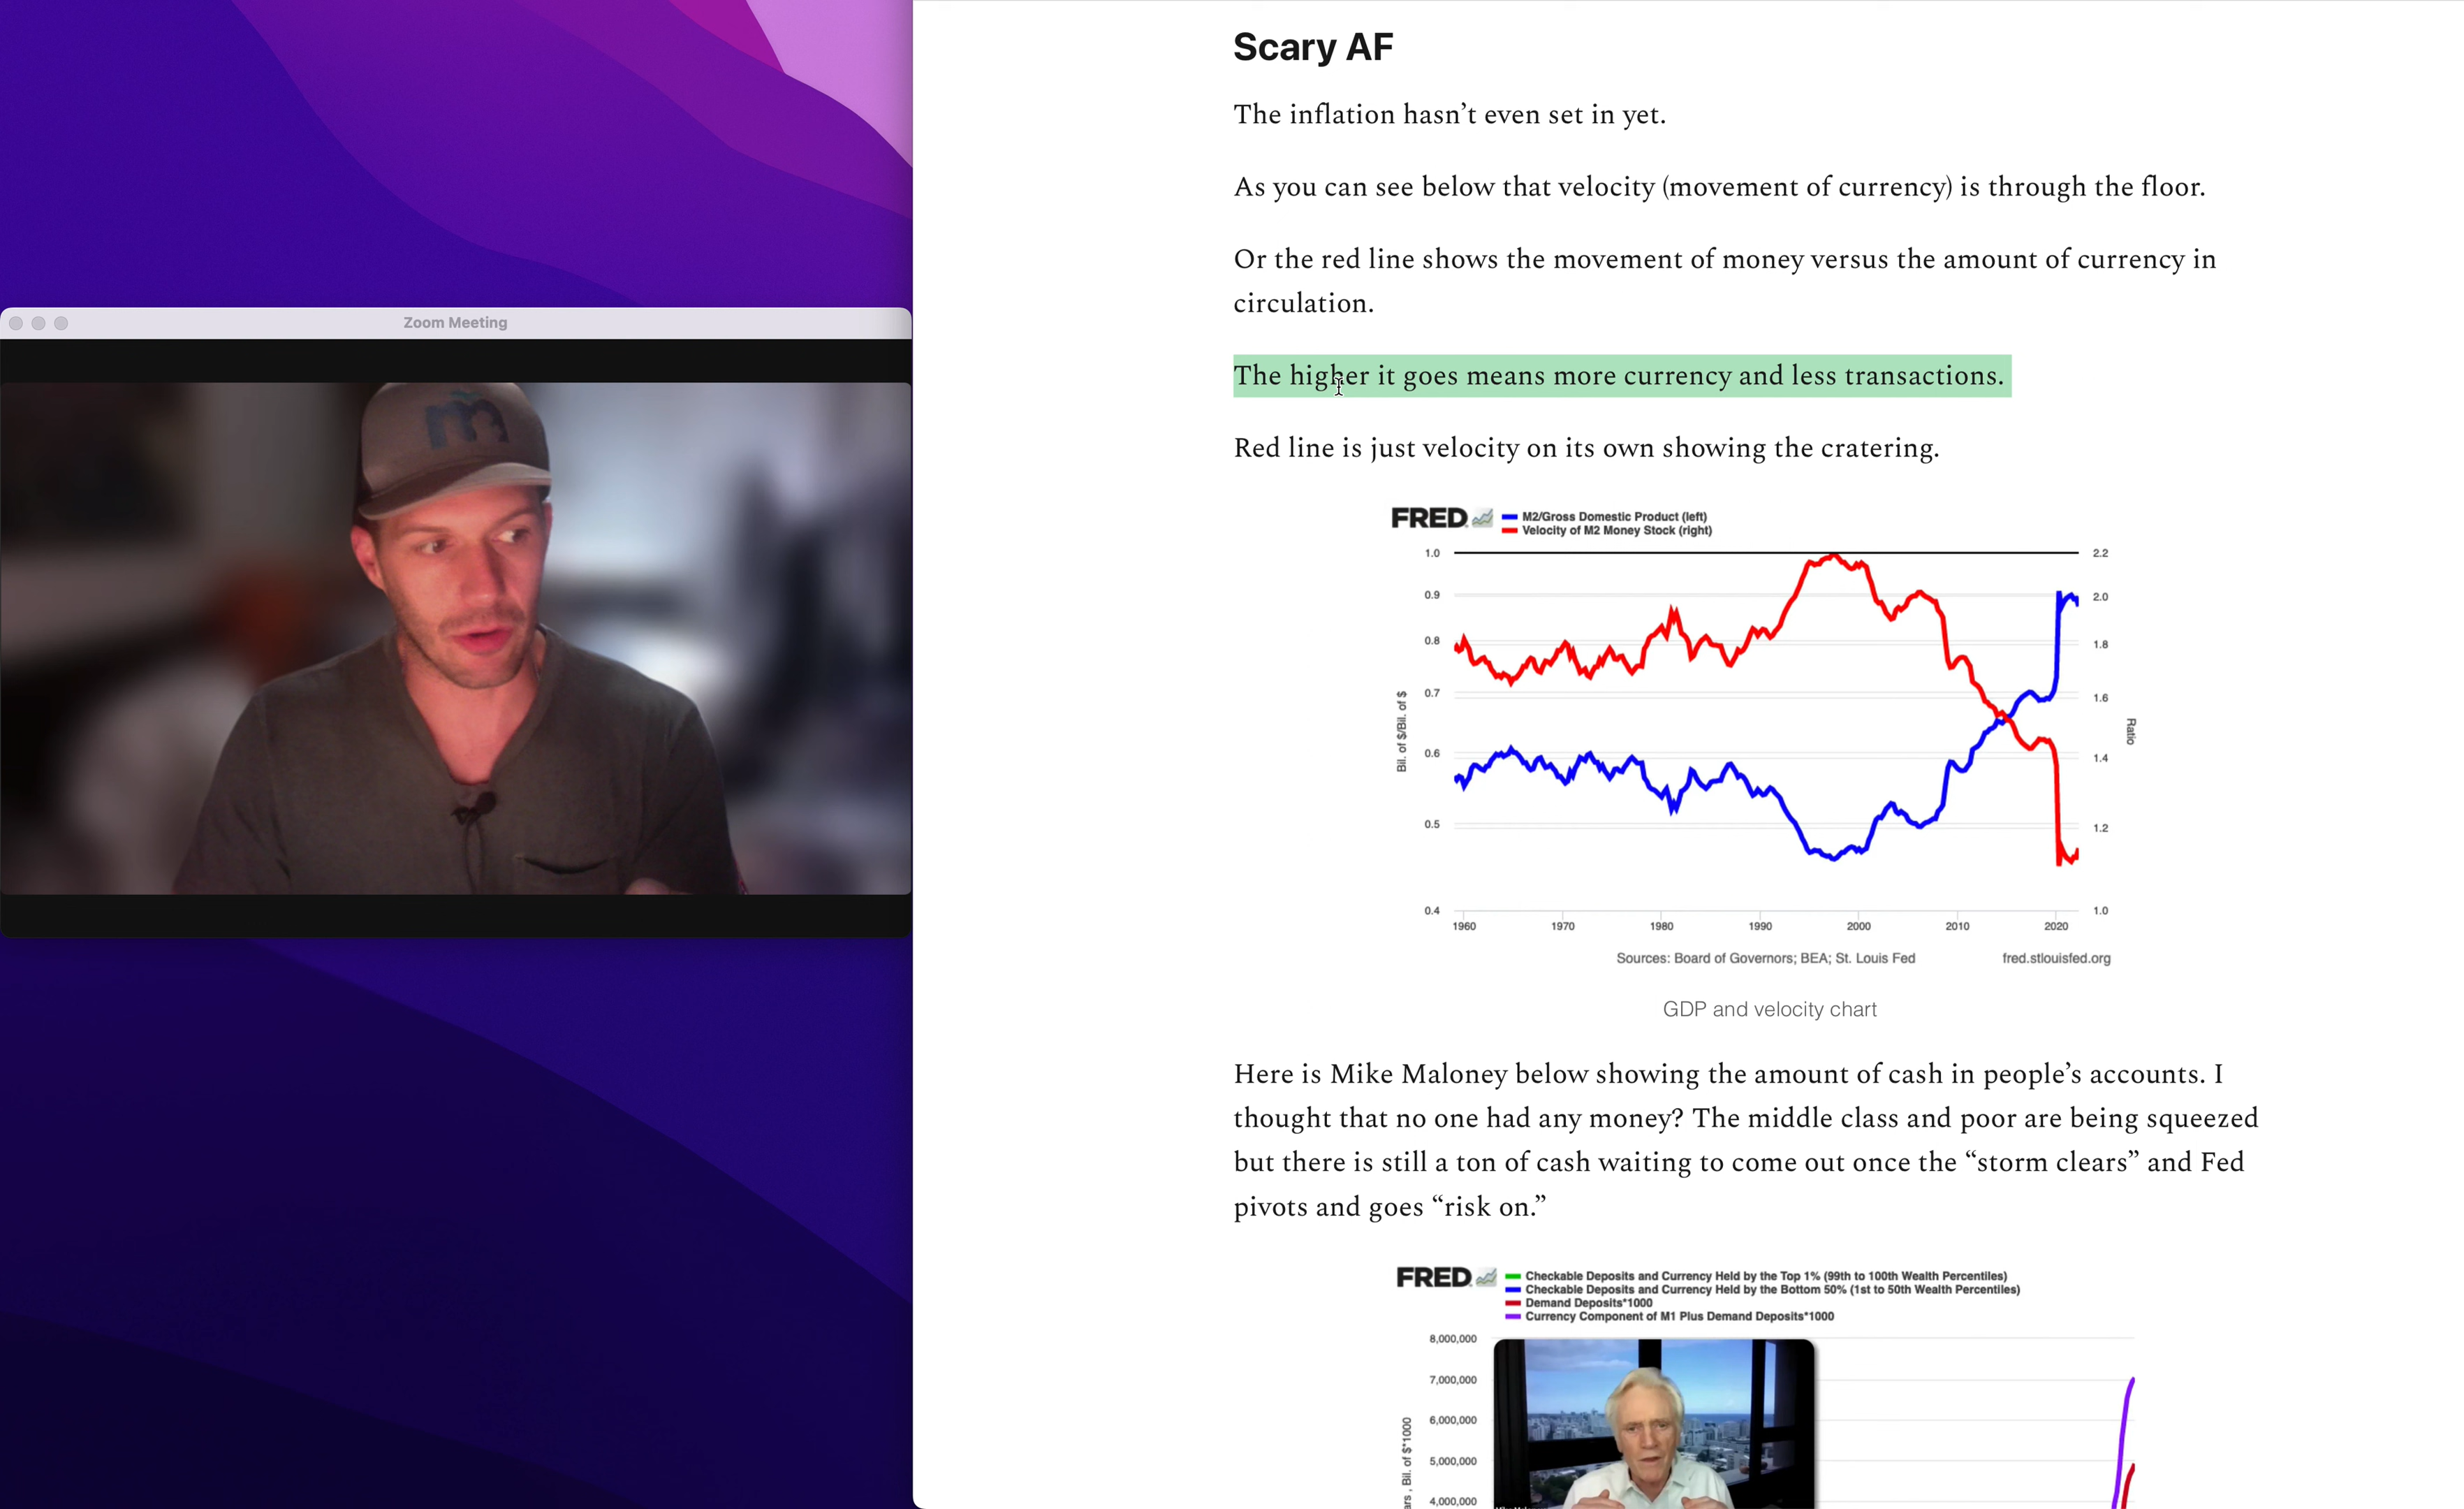 Zoom Meeting
Scary AF
The inflation hasn’t even set in yet.
As you can see below that velocity (movement of currency) is through the floor.
Or the red line shows the movement of money versus the amount of currency in
circulation.
The higher it goes means more currency and less transactions.
Red line is just velocity on its own showing the cratering.
FRED
M2/Gross Domestic Product (left)
Velocity of M2 Money Stock (right)
1.0
0.9
0.8
0.7
0.6
0.5
0.4
Bil. of $/Bil. of $
2.2
2.0
1.8
1.6
1.4
1.2
1.0
Ratio
1960 1970 1980 1990 2000 2010 2020
Sources: Board of Governors; BEA; St. Louis Fed fred.stlouisfed.org
GDP and velocity chart
Here is Mike Maloney below showing the amount of cash in people’s accounts. I
thought that no one had any money? The middle class and poor are being squeezed
but there is still a ton of cash waiting to come out once the “storm clears” and Fed
pivots and goes “risk on.”
FRED
Checkable Deposits and Currency Held by the Top 1% (99th to 100th Wealth Percentiles)
Checkable Deposits and Currency Held by the Bottom 50% (1st to 50th Wealth Percentiles)
Demand Deposits*1000
Currency Component of M1 Plus Demand Deposits*1000
8,000,000
7,000,000
6,000,000
5,000,000
4,000,000
ars , Bil. of $*1000
m